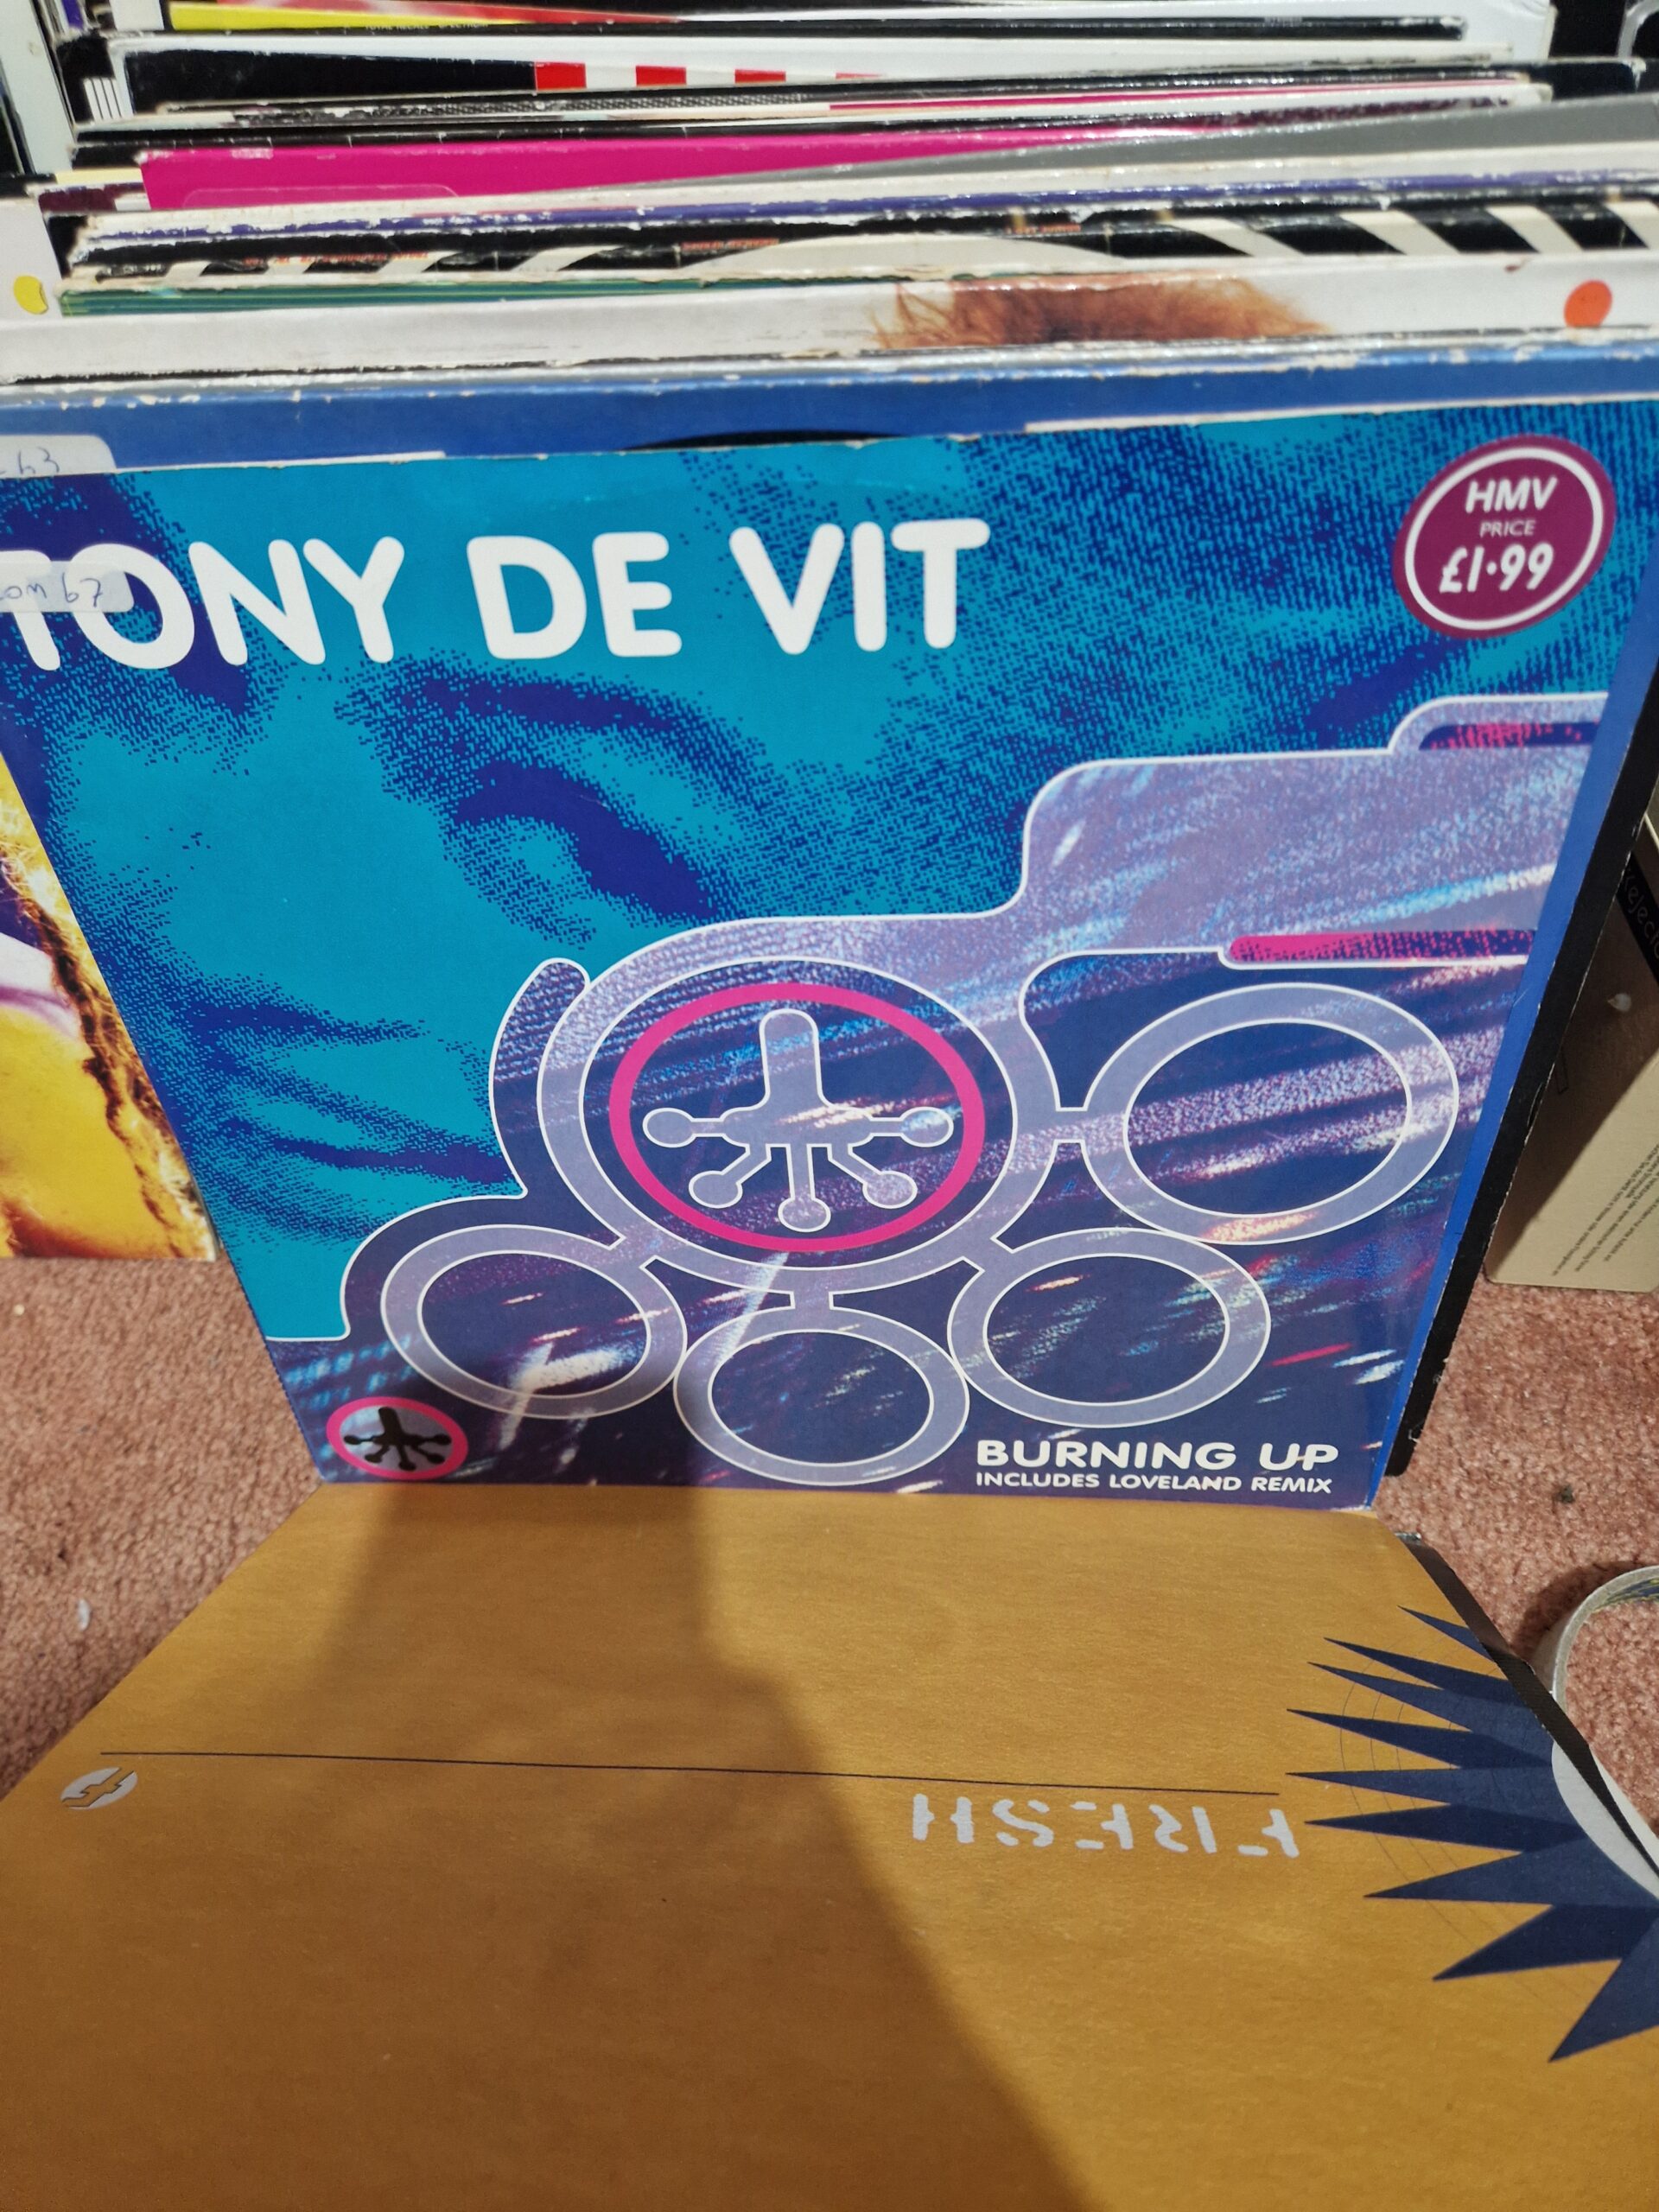 TONY DE VIT
HMV
PRICE
£1.99
BURNING UP
INCLUDES LOVELAND REMIX
FRESH